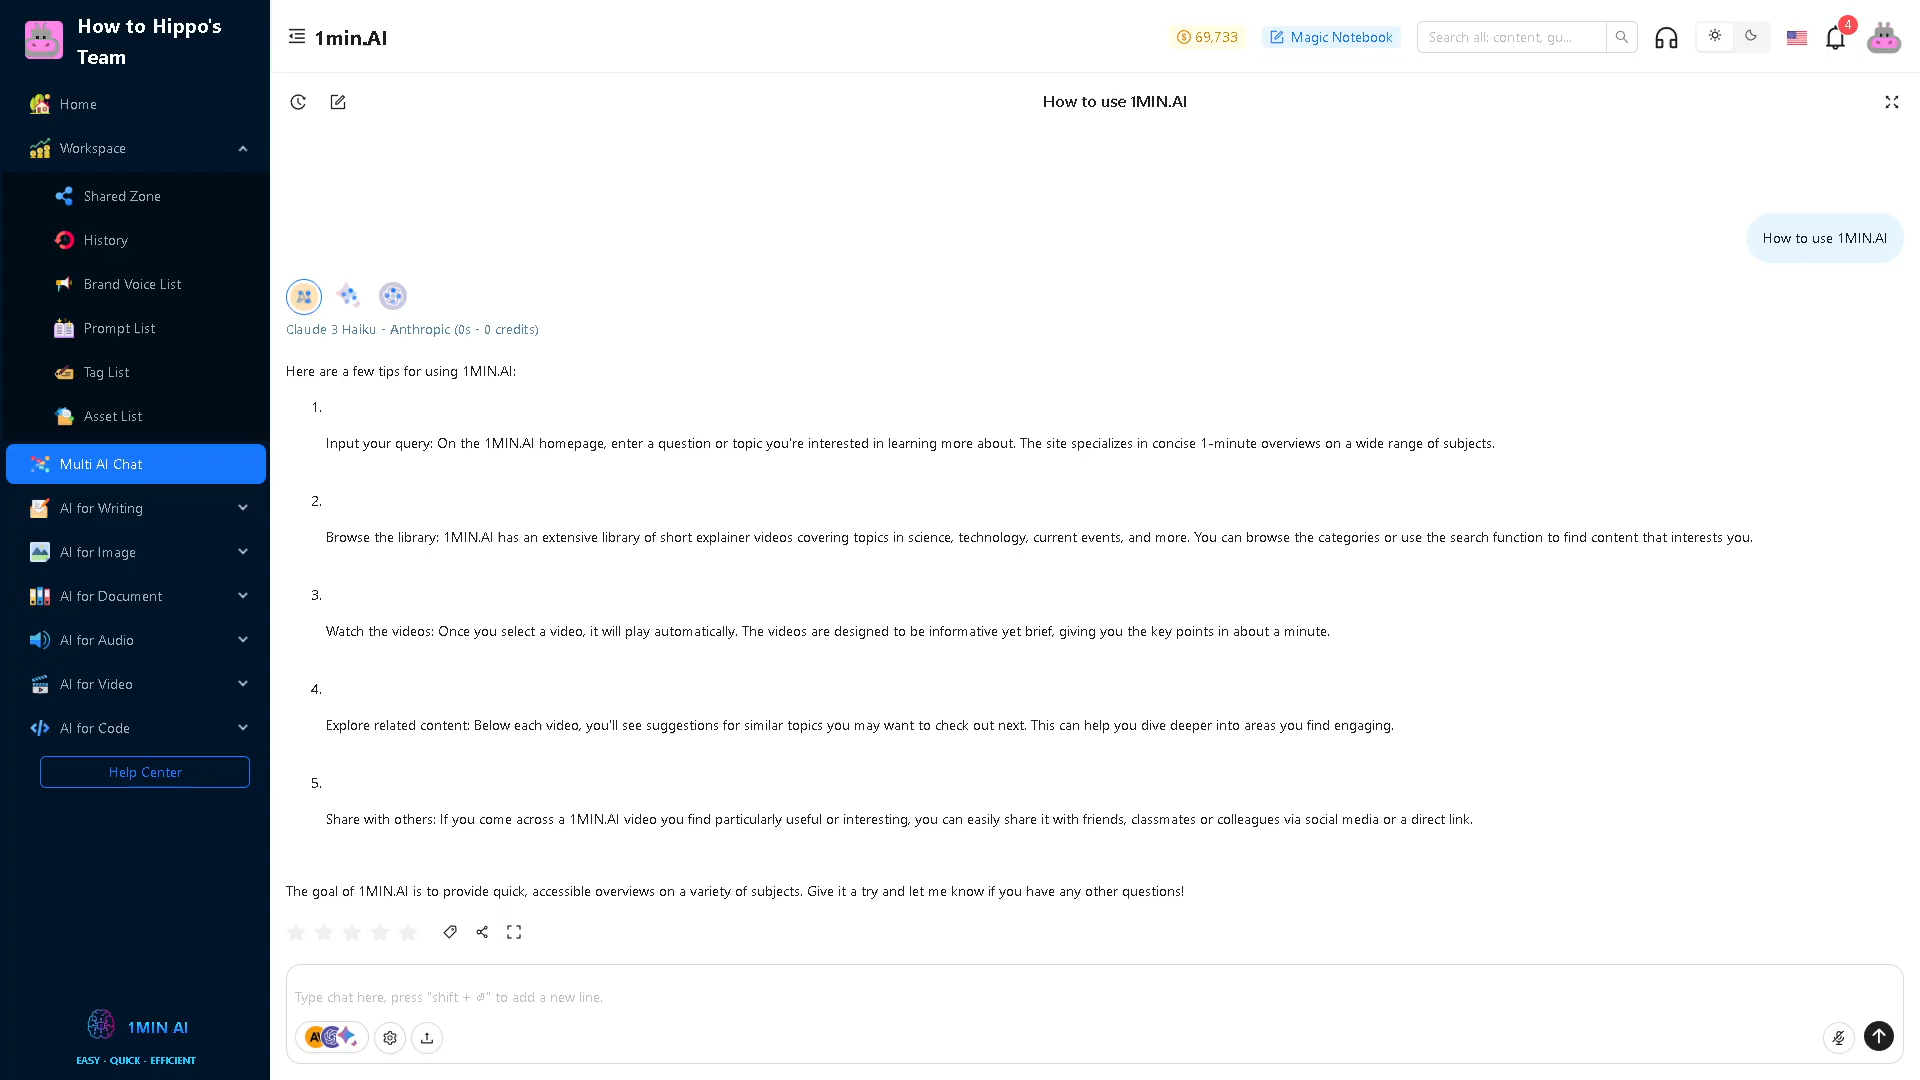 How to Hippo's
Team
Home
Workspace
Shared Zone
History
Brand Voice List
Prompt List
Tag List
Asset List
Multi AI Chat
AI for Writing
AI for Image
AI for Document
AI for Audio
AI for Video
AI for Code
Help Center
1MIN AI
EASY - QUICK - EFFICIENT
1min.AI
69,733
Magic Notebook
Search all: content, gu...
4
How to use 1MIN.AI
How to use 1MIN.AI
Claude 3 Haiku - Anthropic (0s - 0 credits)
Here are a few tips for using 1MIN.AI:
1.
Input your query: On the 1MIN.AI homepage, enter a question or topic you're interested in learning more about. The site specializes in concise 1-minute overviews on a wide range of subjects.
2.
Browse the library: 1MIN.AI has an extensive library of short explainer videos covering topics in science, technology, current events, and more. You can browse the categories or use the search function to find content that interests you.
3.
Watch the videos: Once you select a video, it will play automatically. The videos are designed to be informative yet brief, giving you the key points in about a minute.
4.
Explore related content: Below each video, you'll see suggestions for similar topics you may want to check out next. This can help you dive deeper into areas you find engaging.
5.
Share with others: If you come across a 1MIN.AI video you find particularly useful or interesting, you can easily share it with friends, classmates or colleagues via social media or a direct link.
The goal of 1MIN.AI is to provide quick, accessible overviews on a variety of subjects. Give it a try and let me know if you have any other questions!
Type chat here, press "shift + ⏎" to add a new line.